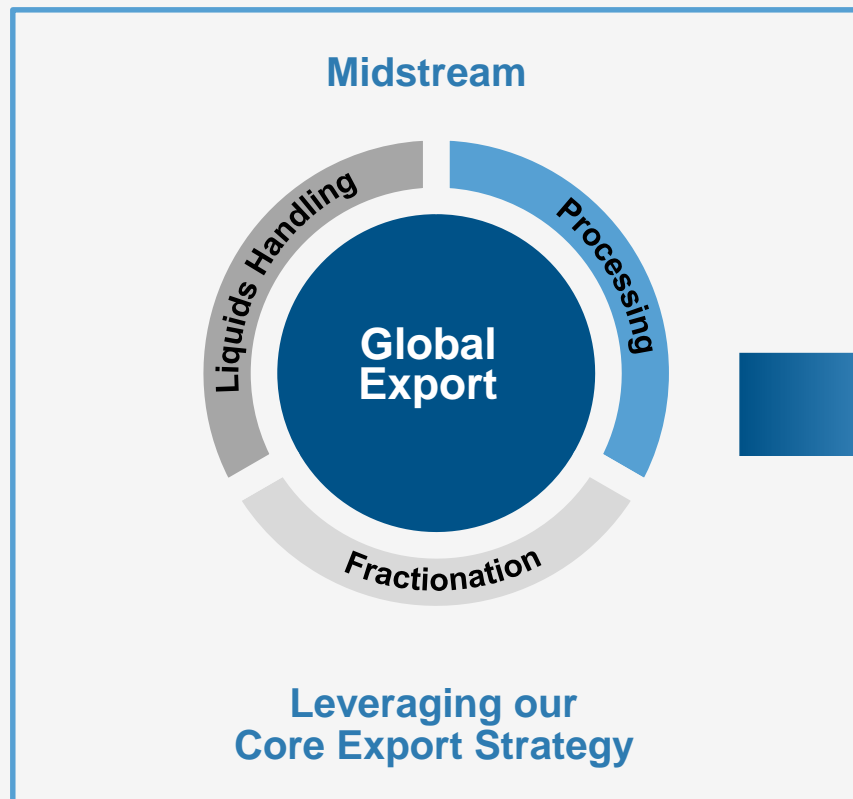 Midstream
Liquids Handling
Processing
Global
Export
Fractionation
Leveraging our
Core Export Strategy